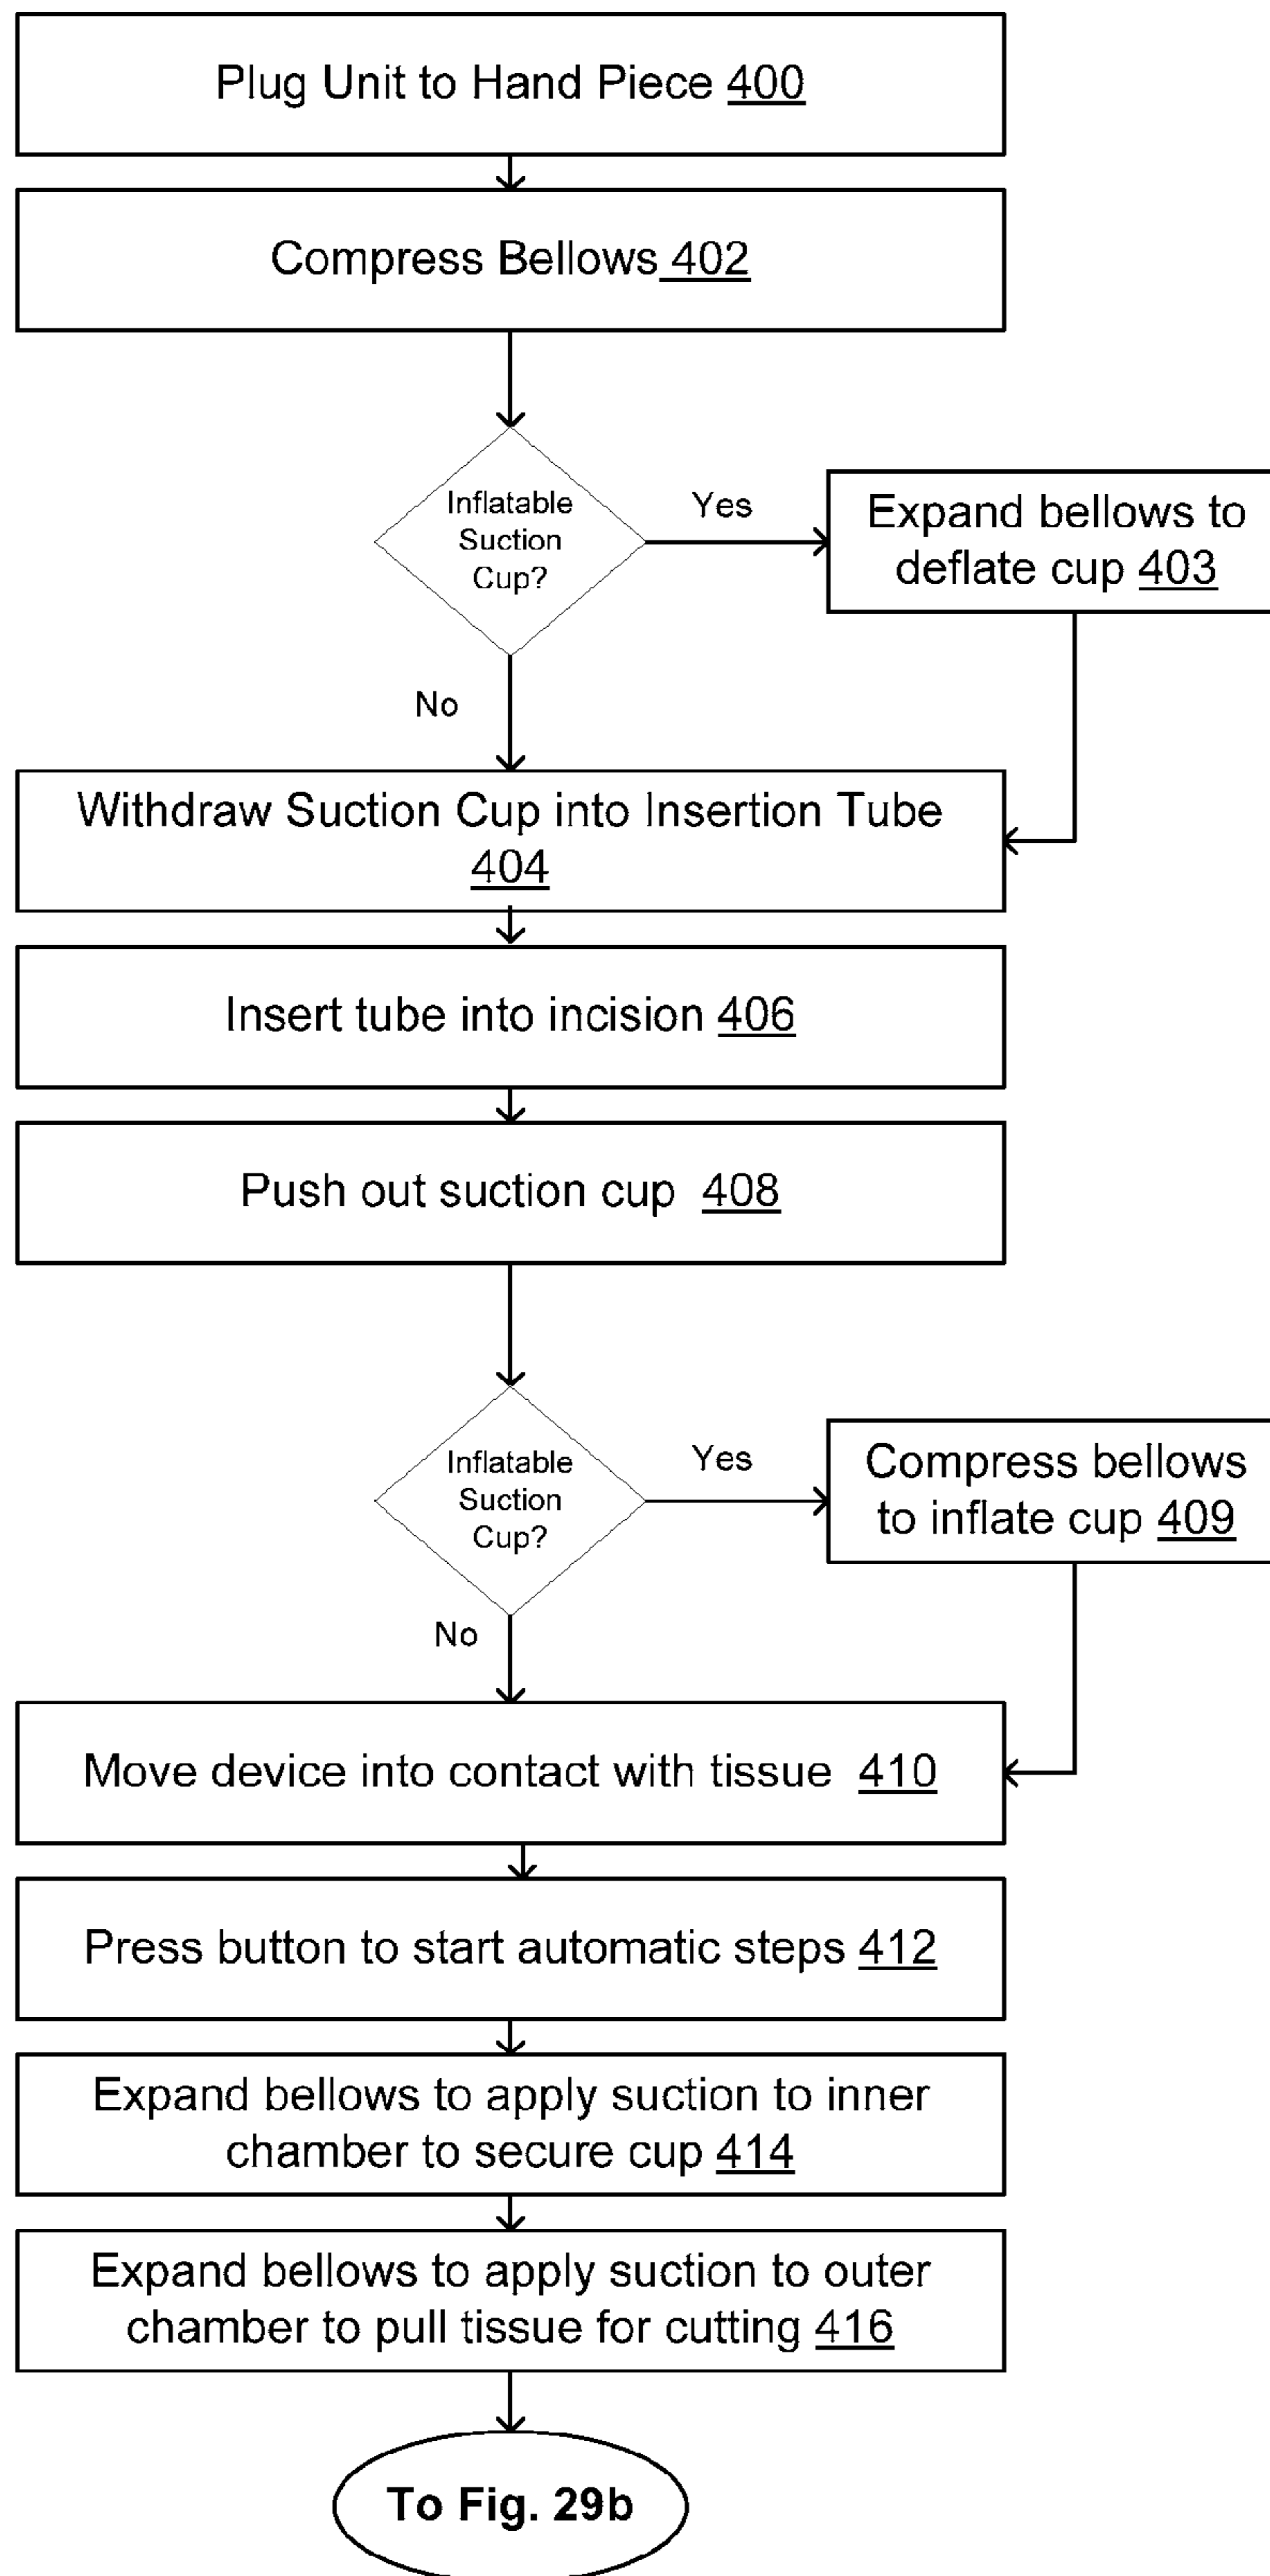 Plug Unit to Hand Piece 400
Compress Bellows 402
Inflatable
Suction
Cup?
Yes
Expand bellows to
deflate cup 403
No
Withdraw Suction Cup into Insertion Tube
404
Insert tube into incision 406
Push out suction cup 408
Inflatable
Suction
Cup?
Yes
Compress bellows
to inflate cup 409
No
Move device into contact with tissue 410
Press button to start automatic steps 412
Expand bellows to apply suction to inner
chamber to secure cup 414
Expand bellows to apply suction to outer
chamber to pull tissue for cutting 416
To Fig. 29b